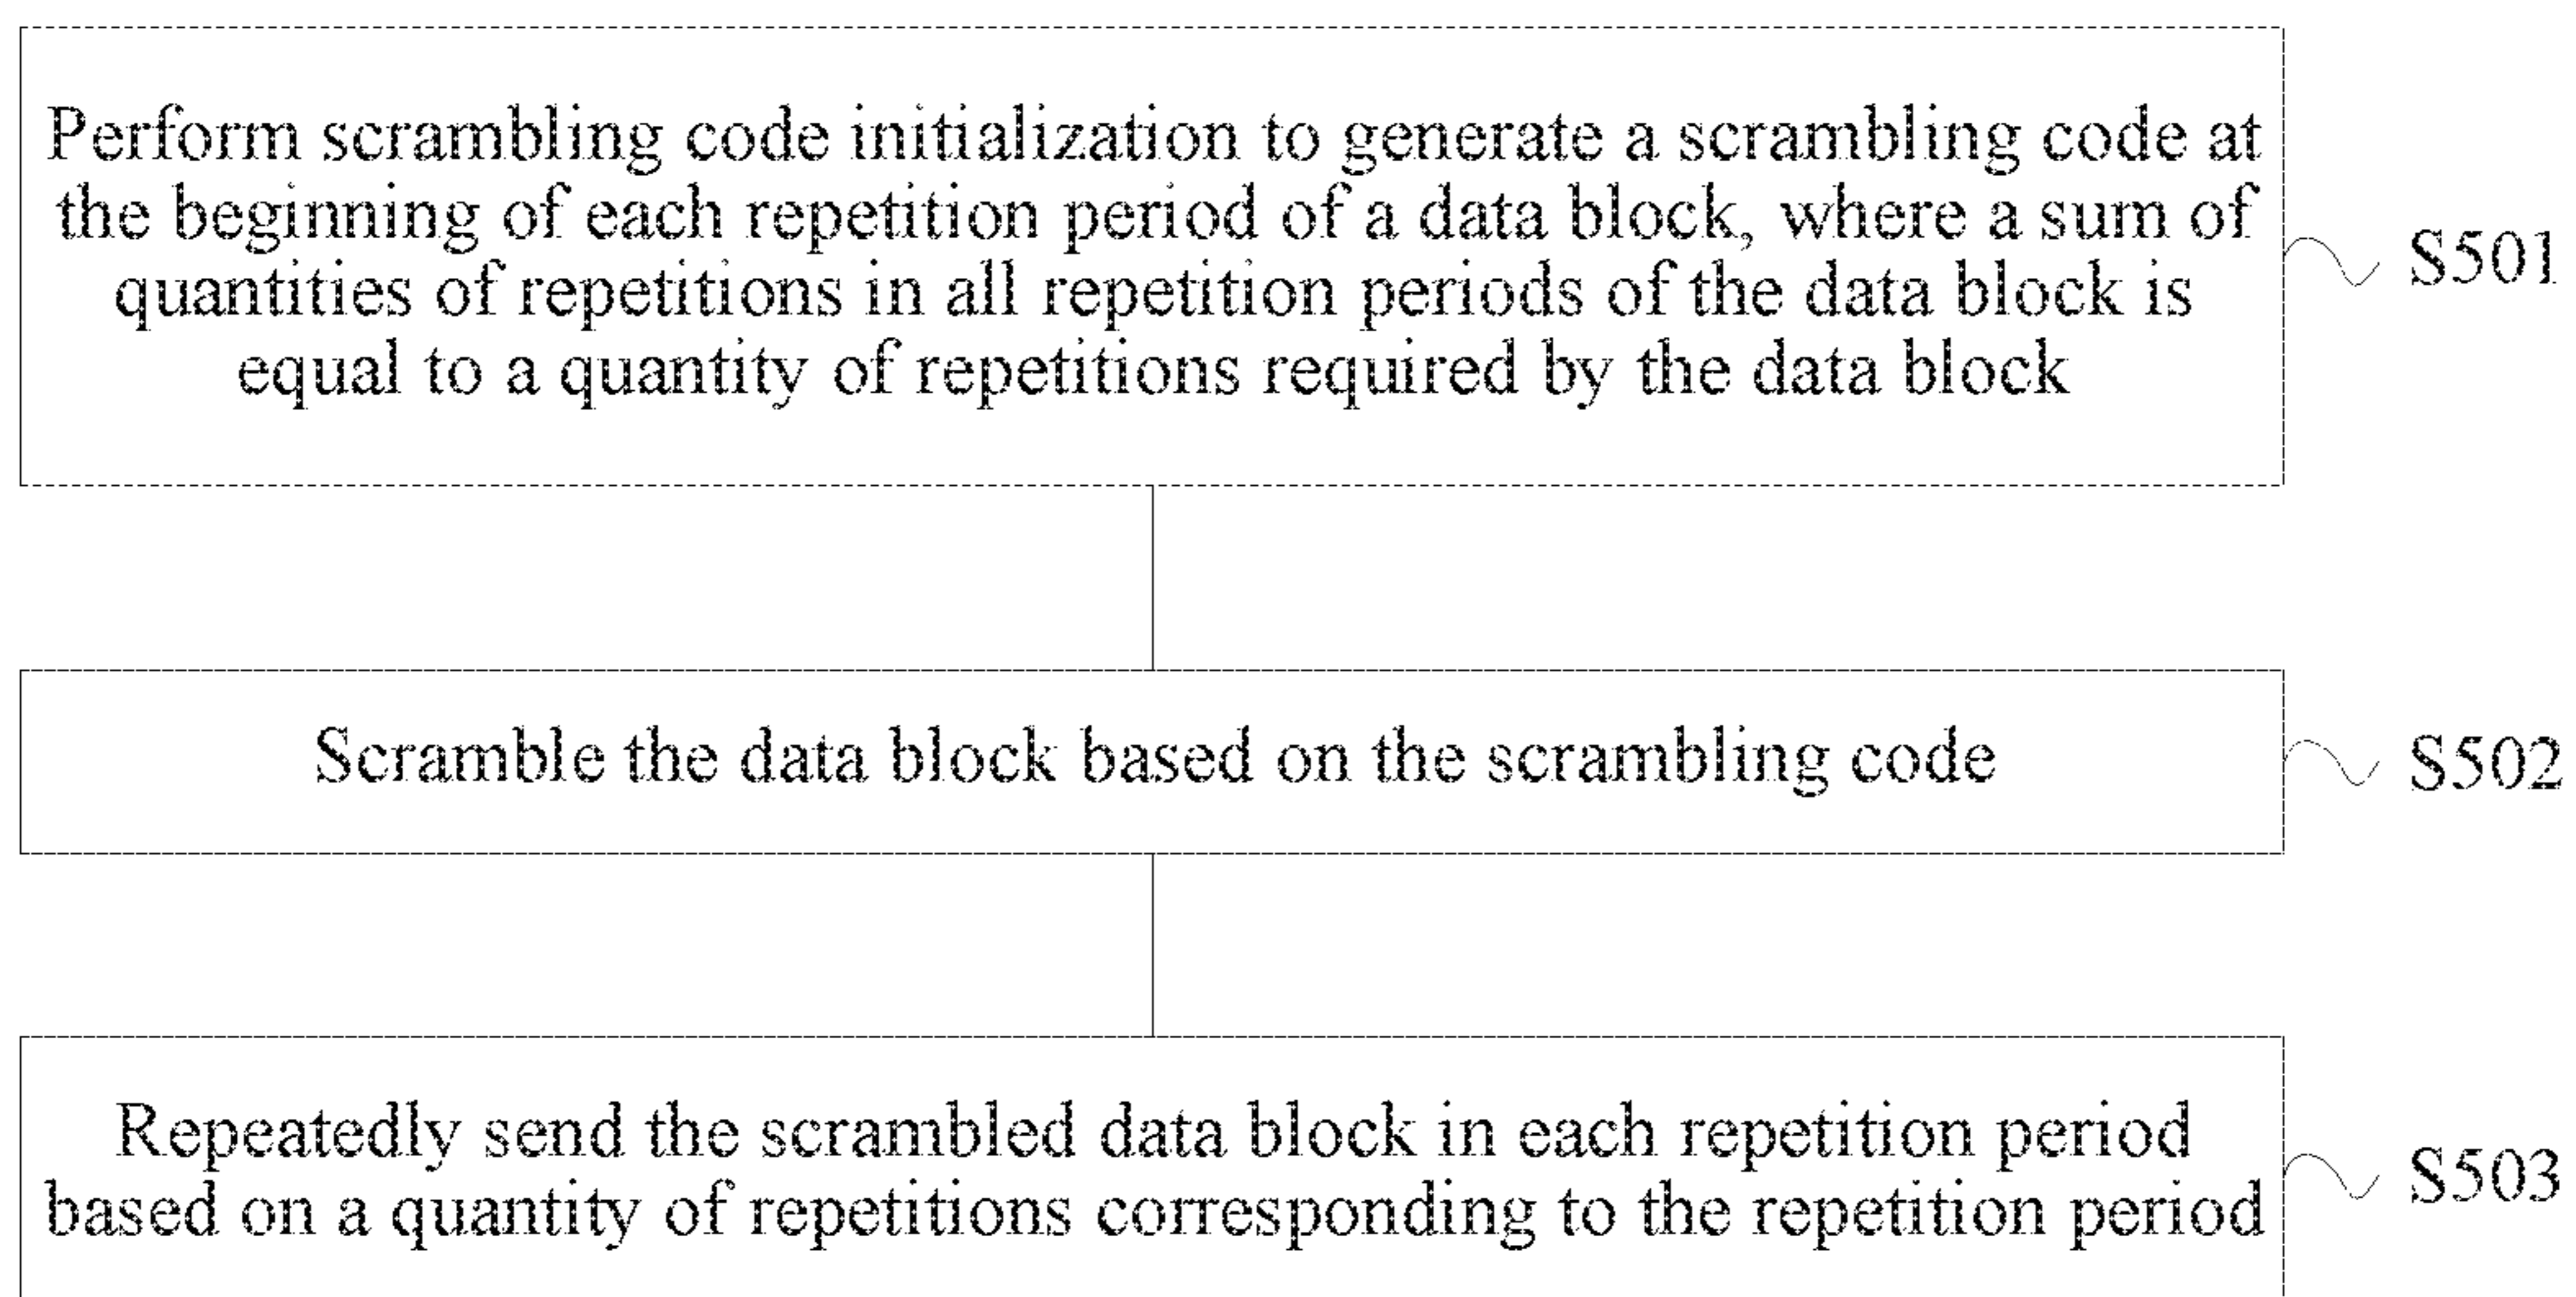 Perform scrambling code initialization to generate a scrambling code at
the beginning of each repetition period of a data block, where a sum of
quantities of repetitions in all repetition periods of the data block is
equal to a quantity of repetitions required by the data block
S501
Scramble the data block based on the scrambling code
S502
Repeatedly send the scrambled data block in each repetition period
based on a quantity of repetitions corresponding to the repetition period
S503